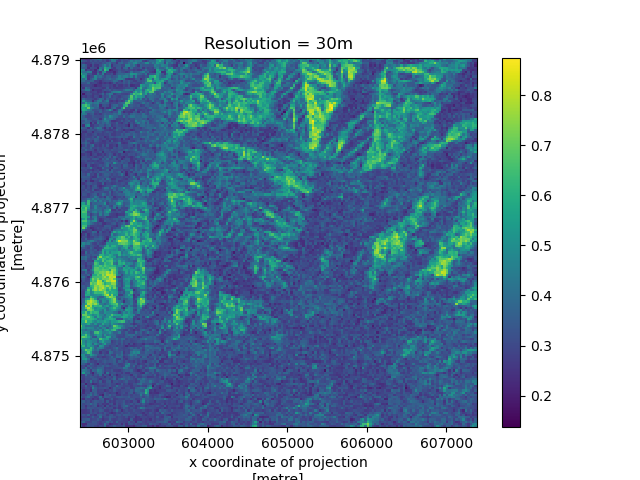 Resolution = 30m
1e6
4.879
4.878
4.877
4.876
4.875
y coordinate of projection
[metre]
603000 604000 605000 606000 607000
x coordinate of projection
[metre]
0.8
0.7
0.6
0.5
0.4
0.3
0.2